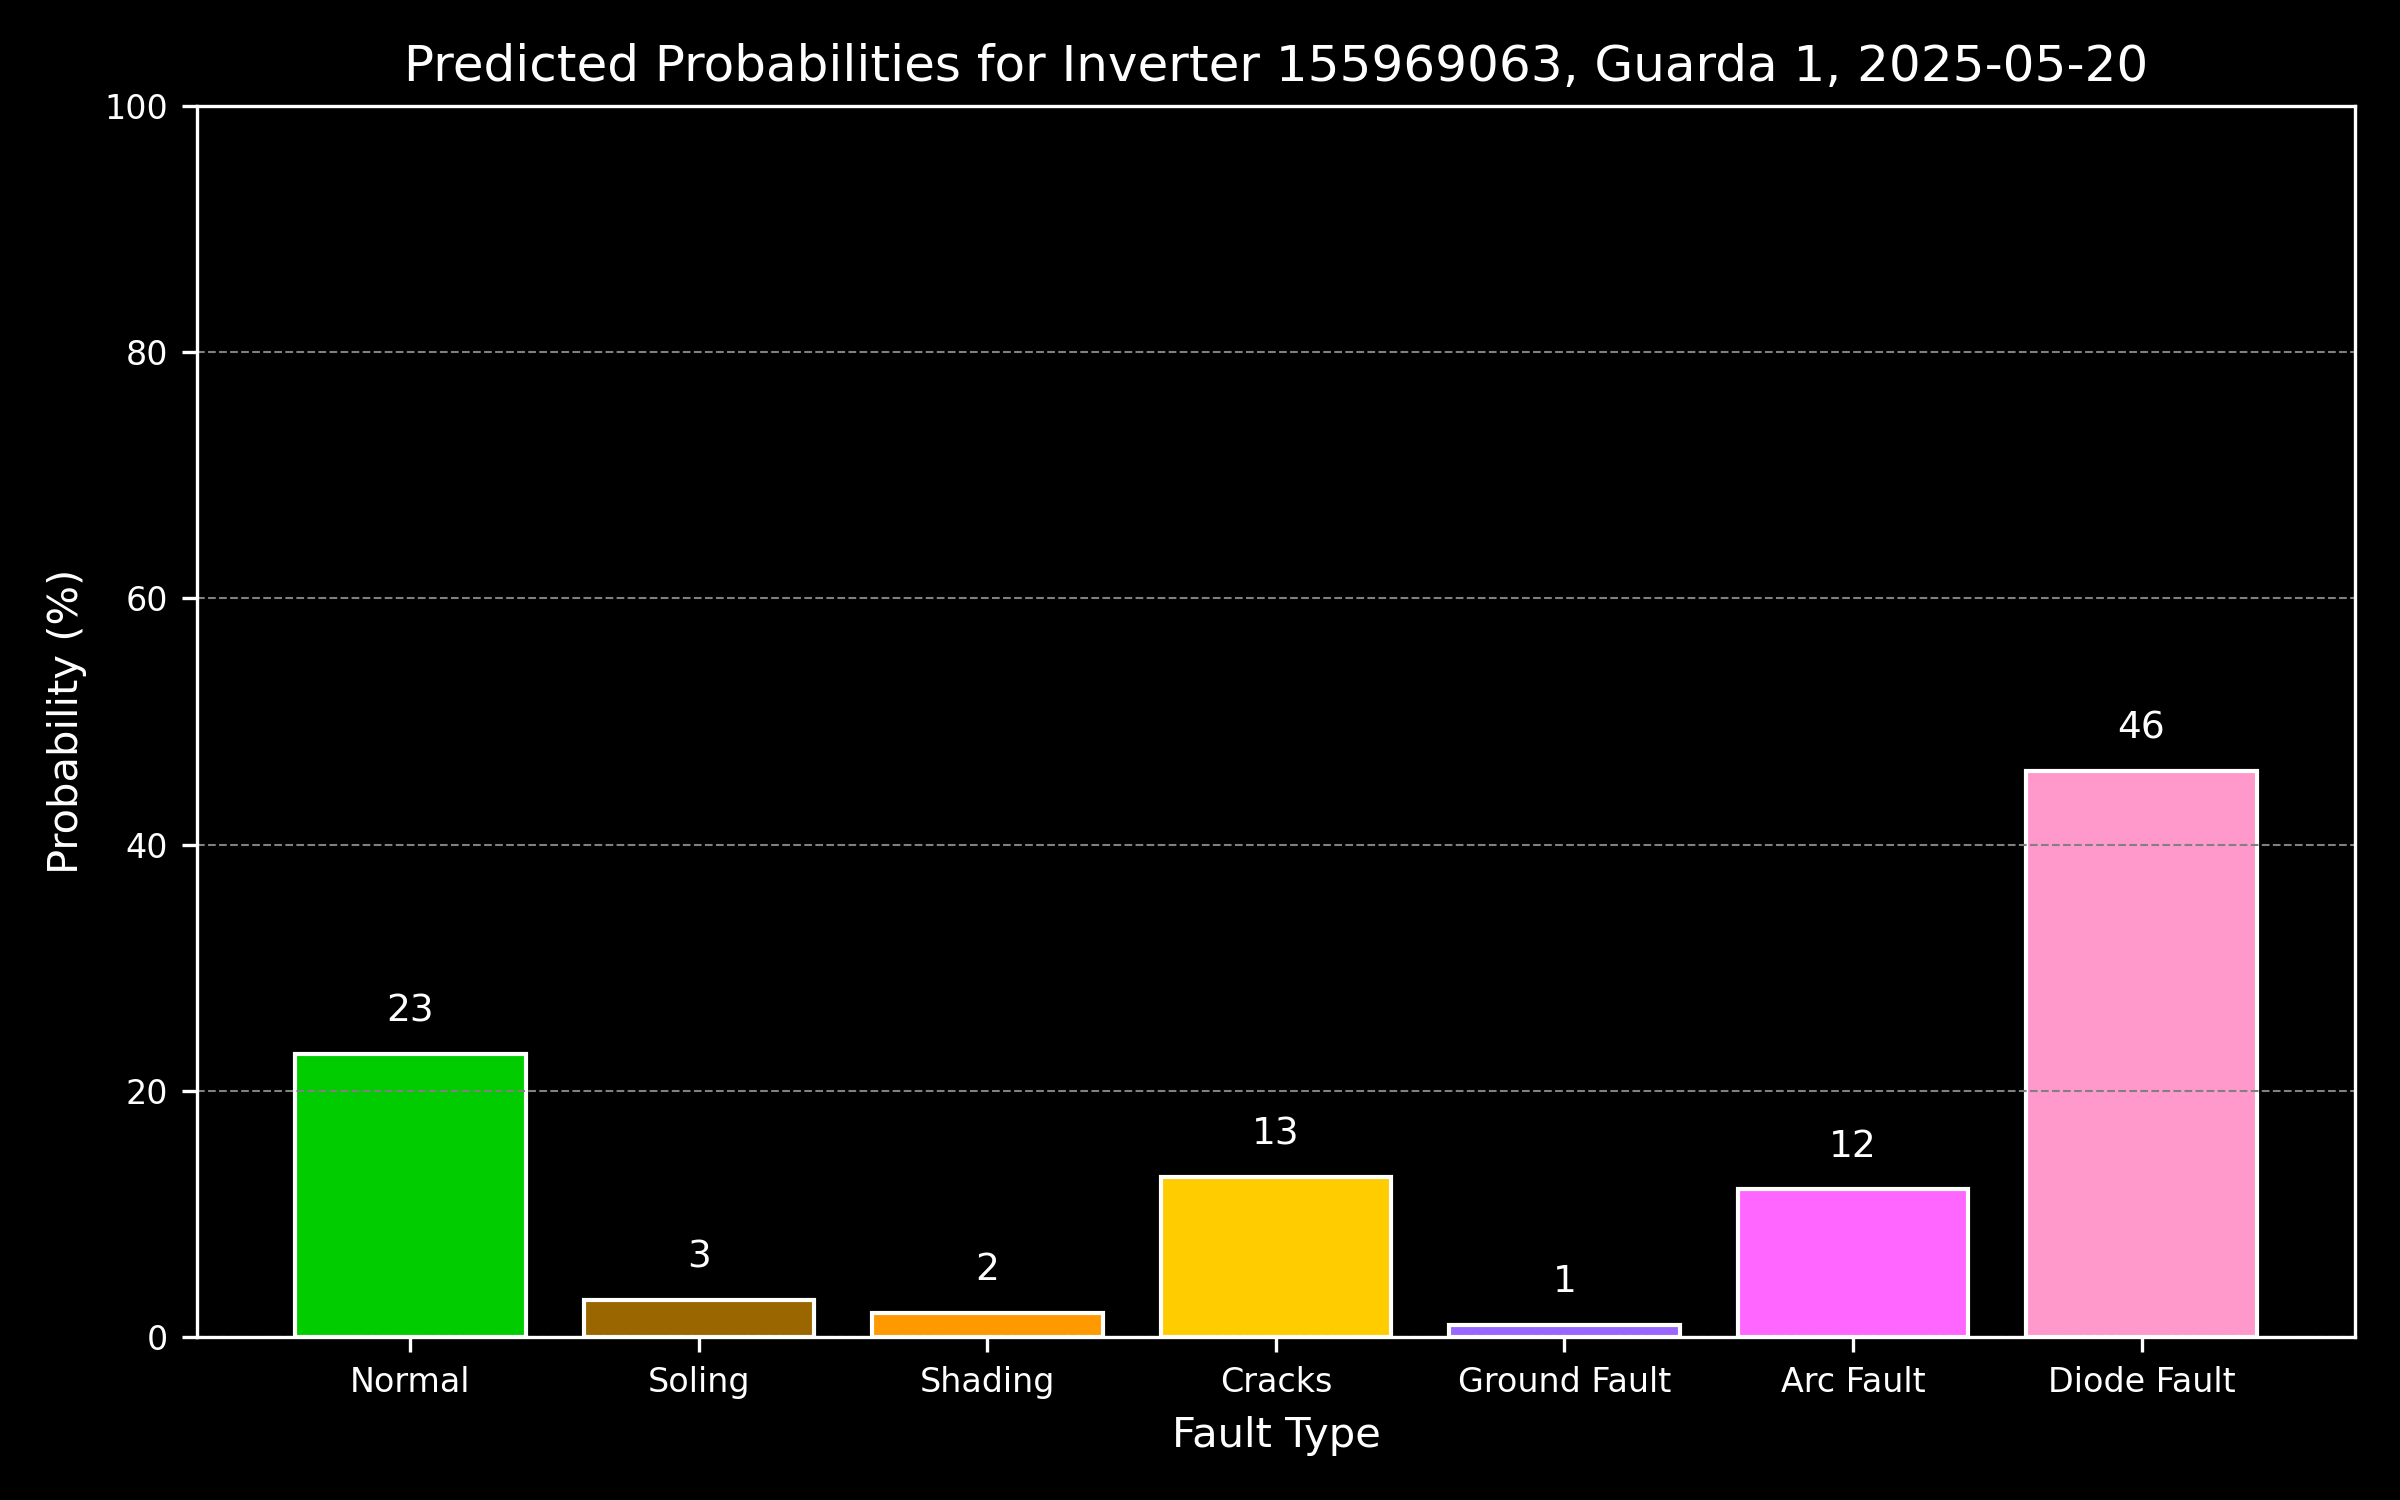 Predicted Probabilities for Inverter 155969063, Guarda 1, 2025-05-20
100
80
60
40
20
0
Probability (%)
23
3
2
13
1
12
46
Normal
Soling
Shading
Cracks
Ground Fault
Arc Fault
Diode Fault
Fault Type